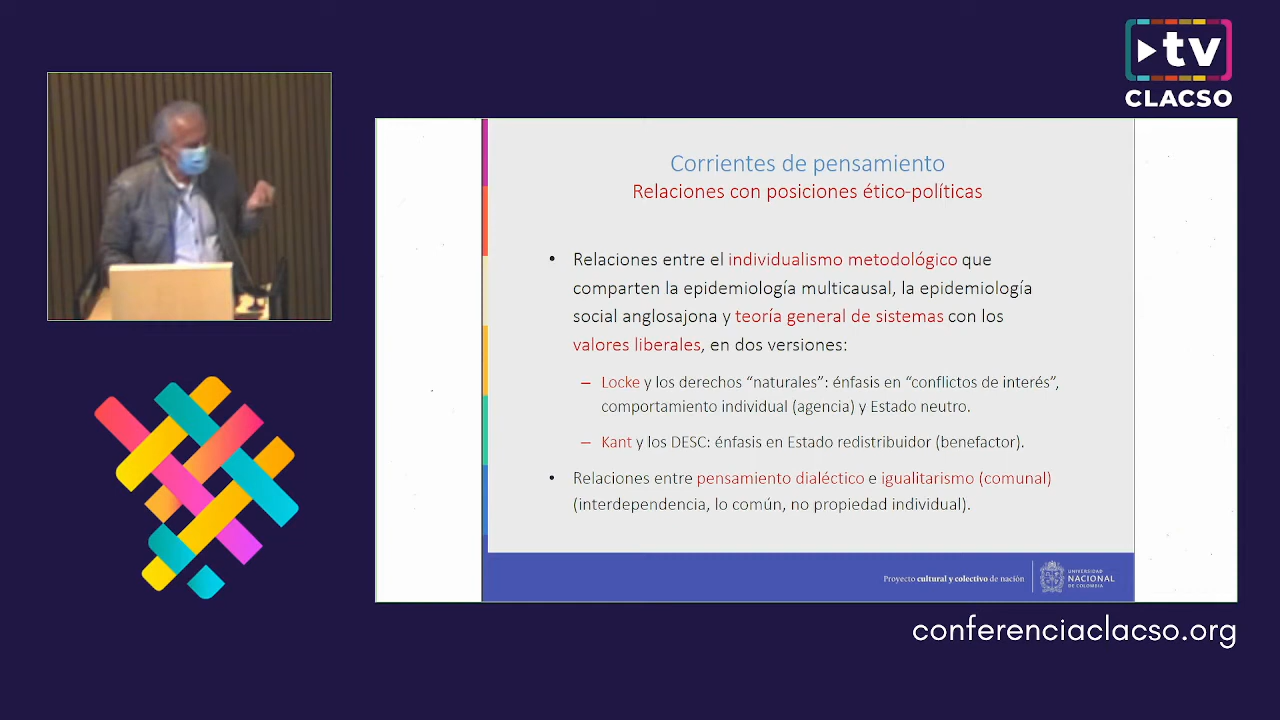 tv
CLACSO
Corrientes de pensamiento
Relaciones con posiciones ético-políticas
• Relaciones entre el individualismo metodológico que
comparten la epidemiología multicausal, la epidemiología
social anglosajona y teoría general de sistemas con los
valores liberales, en dos versiones:
– Locke y los derechos “naturales”: énfasis en “conflictos de interés”,
comportamiento individual (agencia) y Estado neutro.
– Kant y los DESC: énfasis en Estado redistribuidor (benefactor).
• Relaciones entre pensamiento dialéctico e igualitarismo (comunal)
(interdependencia, lo común, no propiedad individual).
Proyecto cultural y colectivo de nación
UNIVERSIDAD
NACIONAL
DE COLOMBIA
conferenciaclacso.org